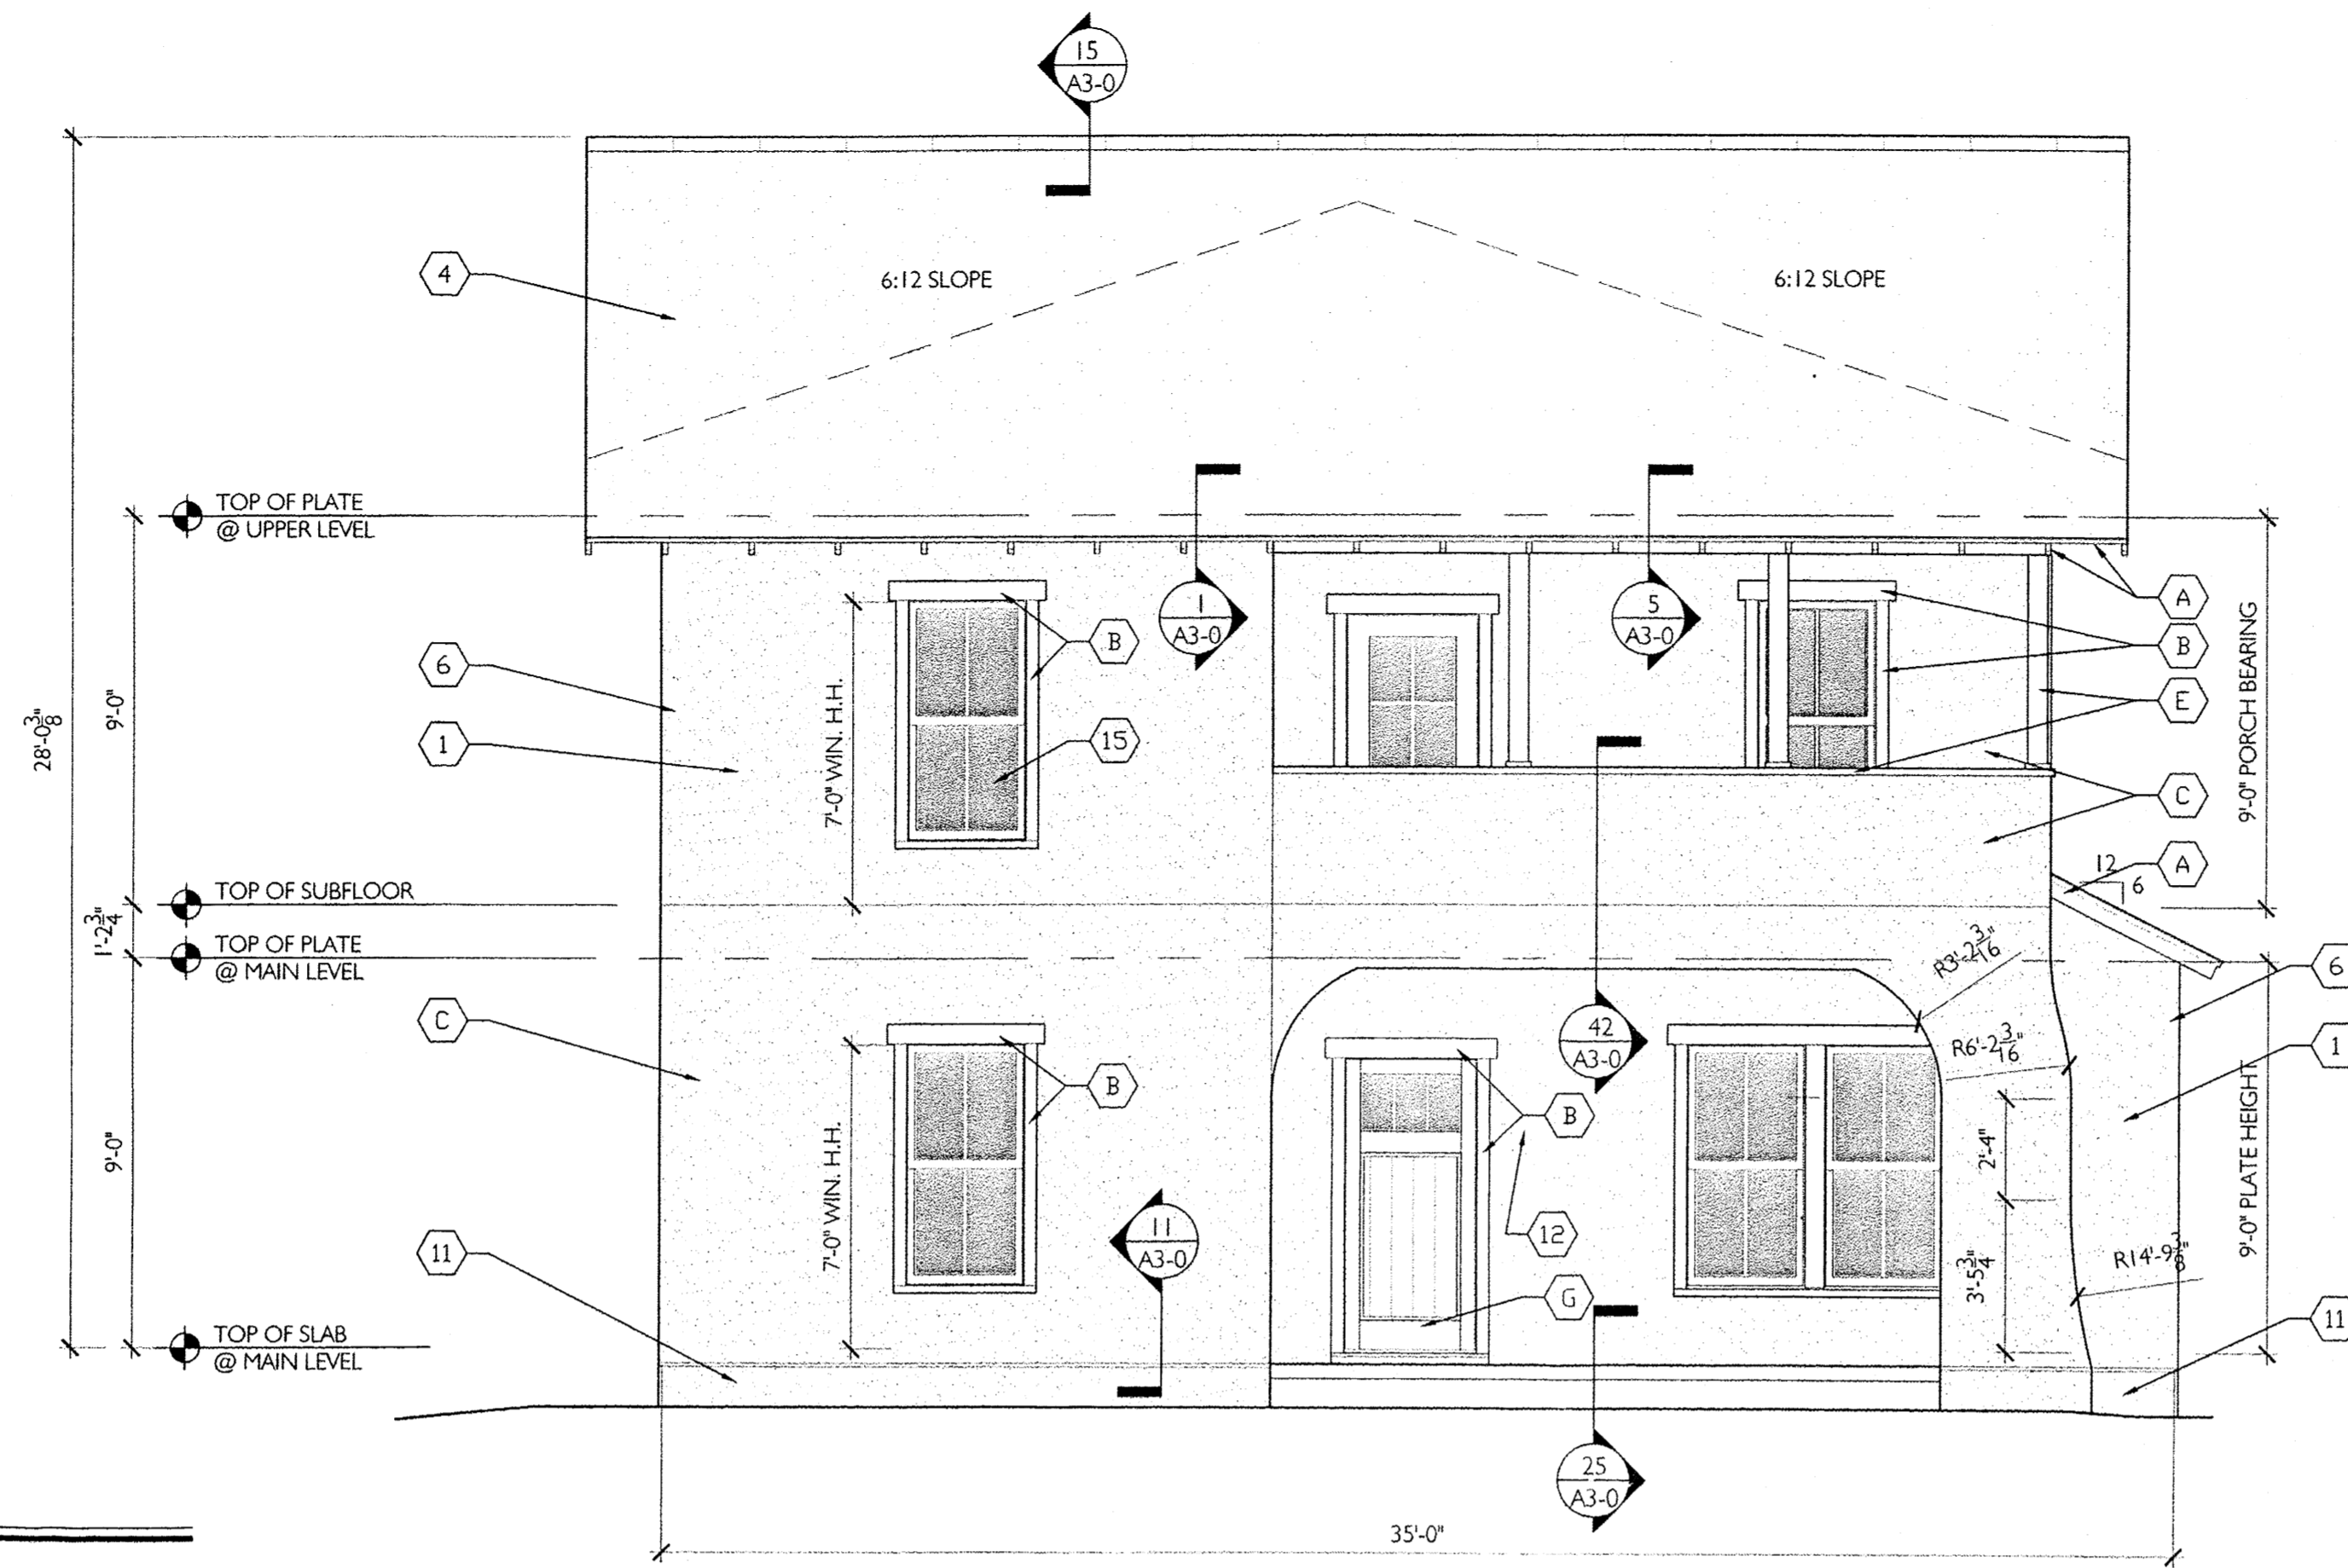 15
A3-0
4
6:12 SLOPE
6:12 SLOPE
TOP OF PLATE
@ UPPER LEVEL
28'-0 3/8"
9'-0"
1'-2 3/4"
9'-0"
6
1
7'-0" WIN. H.H.
B
15
1
A3-0
5
A3-0
A
B
E
C
9'-0" PORCH BEARING
12
6
A
TOP OF SUBFLOOR
TOP OF PLATE
@ MAIN LEVEL
C
7'-0" WIN. H.H.
B
42
A3-0
B
12
G
R3'-2 3/16"
R6'-2 3/16"
2'-4"
3'-5 3/4"
R14'-9 3/8"
9'-0" PLATE HEIGHT
6
1
11
11
TOP OF SLAB
@ MAIN LEVEL
11
A3-0
25
A3-0
35'-0"